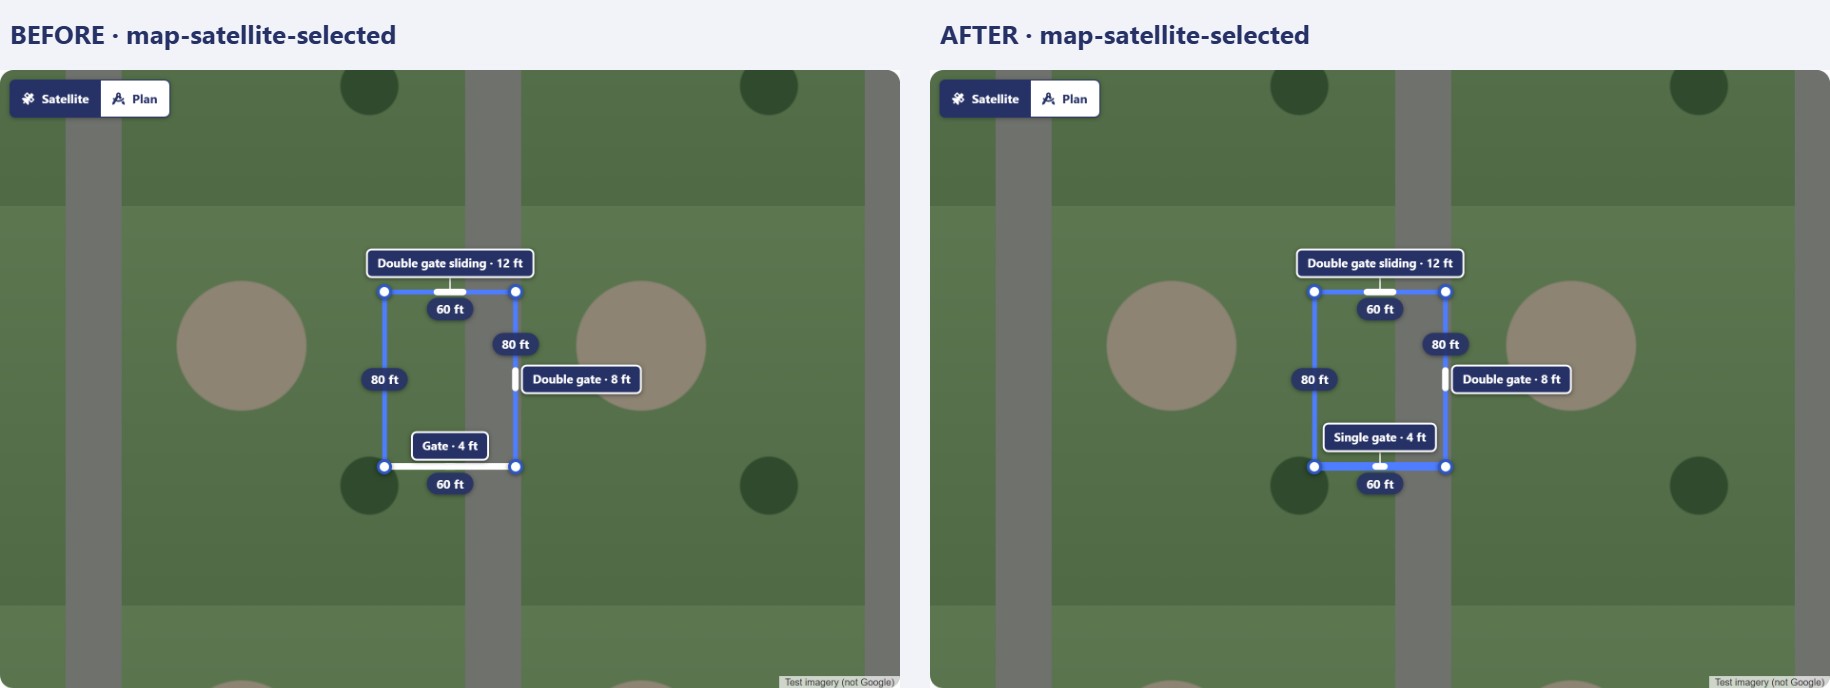 BEFORE · map-satellite-selected
Satellite
Plan
Double gate sliding · 12 ft
60 ft
80 ft
80 ft
Double gate · 8 ft
Gate · 4 ft
60 ft
Test imagery (not Google)
AFTER · map-satellite-selected
Satellite
Plan
Double gate sliding · 12 ft
60 ft
80 ft
80 ft
Double gate · 8 ft
Single gate · 4 ft
60 ft
Test imagery (not Google)